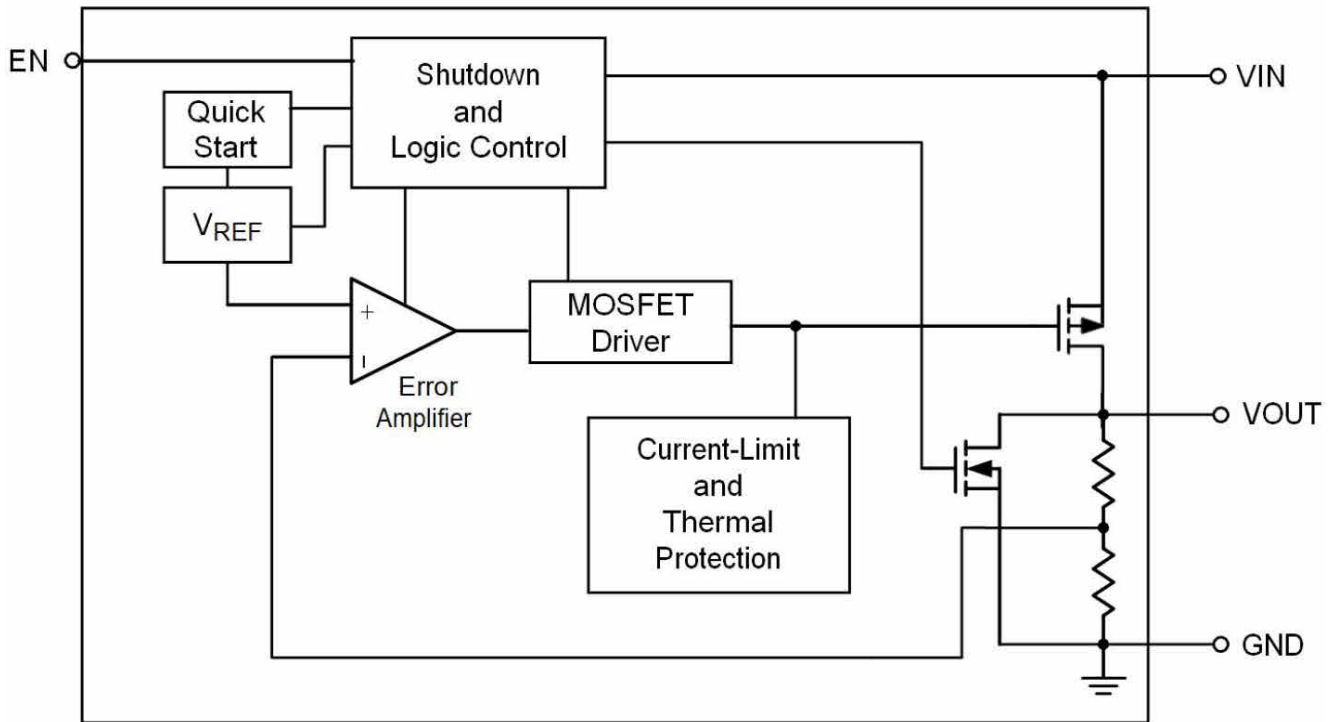 EN
Shutdown
and
Logic Control
VIN
Quick
Start
VREF
+
-
Error
Amplifier
MOSFET
Driver
Current-Limit
and
Thermal
Protection
VOUT
GND